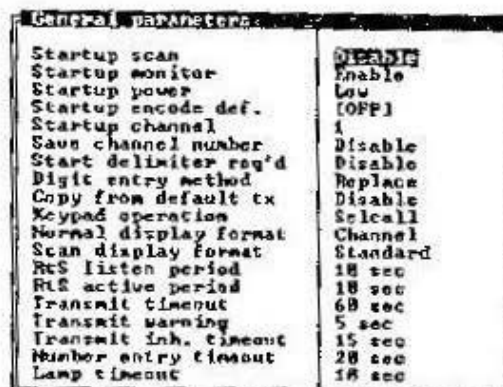 General parameters
Startup scan Disable
Startup monitor Enable
Startup power Low
Startup encode def. [OFF]
Startup channel 1
Save channel number Disable
Start delimiter req'd Disable
Digit entry method Replace
Copy from default tx Disable
Keypad operation Selcall
Normal display format Channel
Scan display format Standard
RtS listen period 10 sec
RtS active period 10 sec
Transmit timeout 60 sec
Transmit warning 5 sec
Transmit inh. timeout 15 sec
Number entry timeout 20 sec
Lamp timeout 10 sec